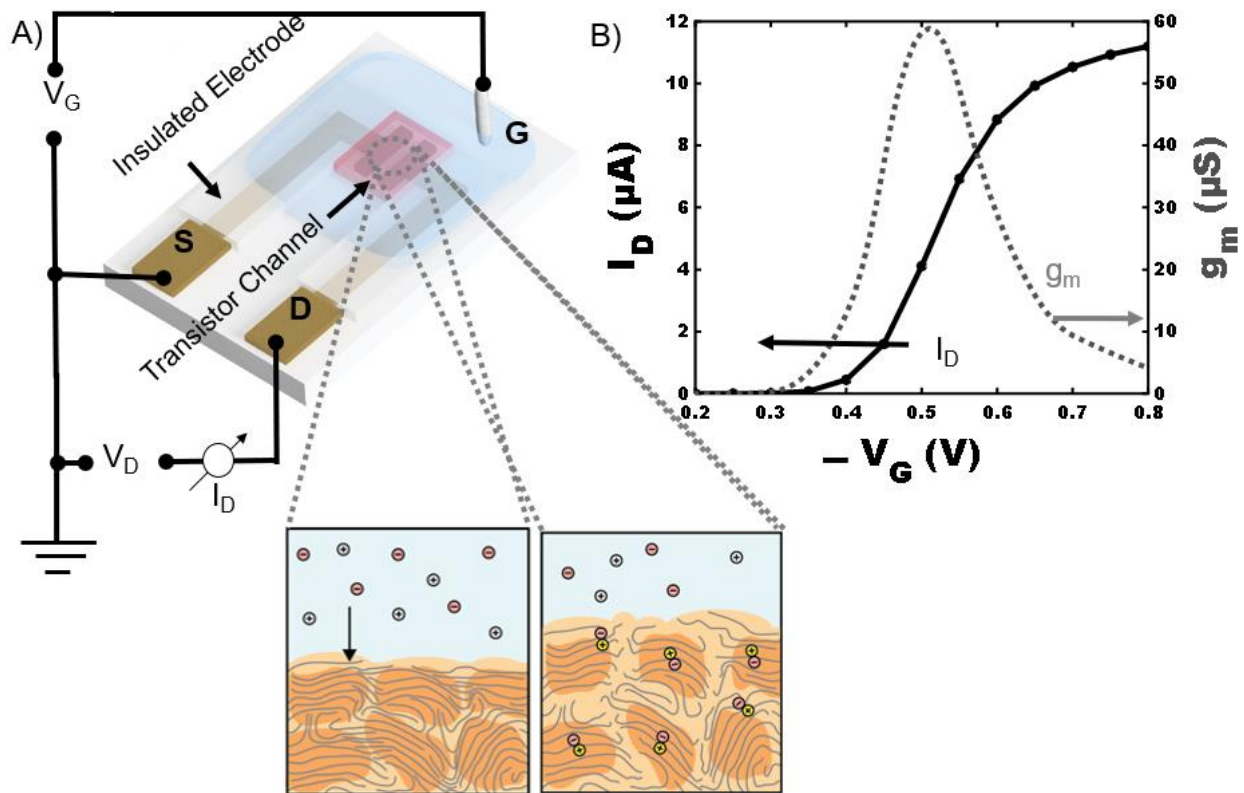 A)
V_G
Insulated Electrode
G
S
Transistor Channel
D
V_D
I_D
B)
12
10
8
6
4
2
0
I_D (µA)
60
50
40
30
20
10
0
g_m (µS)
g_m
I_D
0.2 0.3 0.4 0.5 0.6 0.7 0.8
– V_G (V)